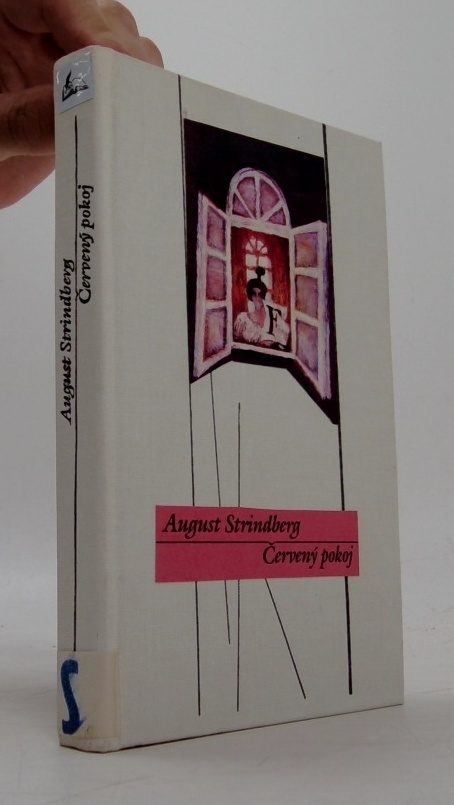 August Strindberg
Červený pokoj
F
August Strindberg
Červený pokoj
S